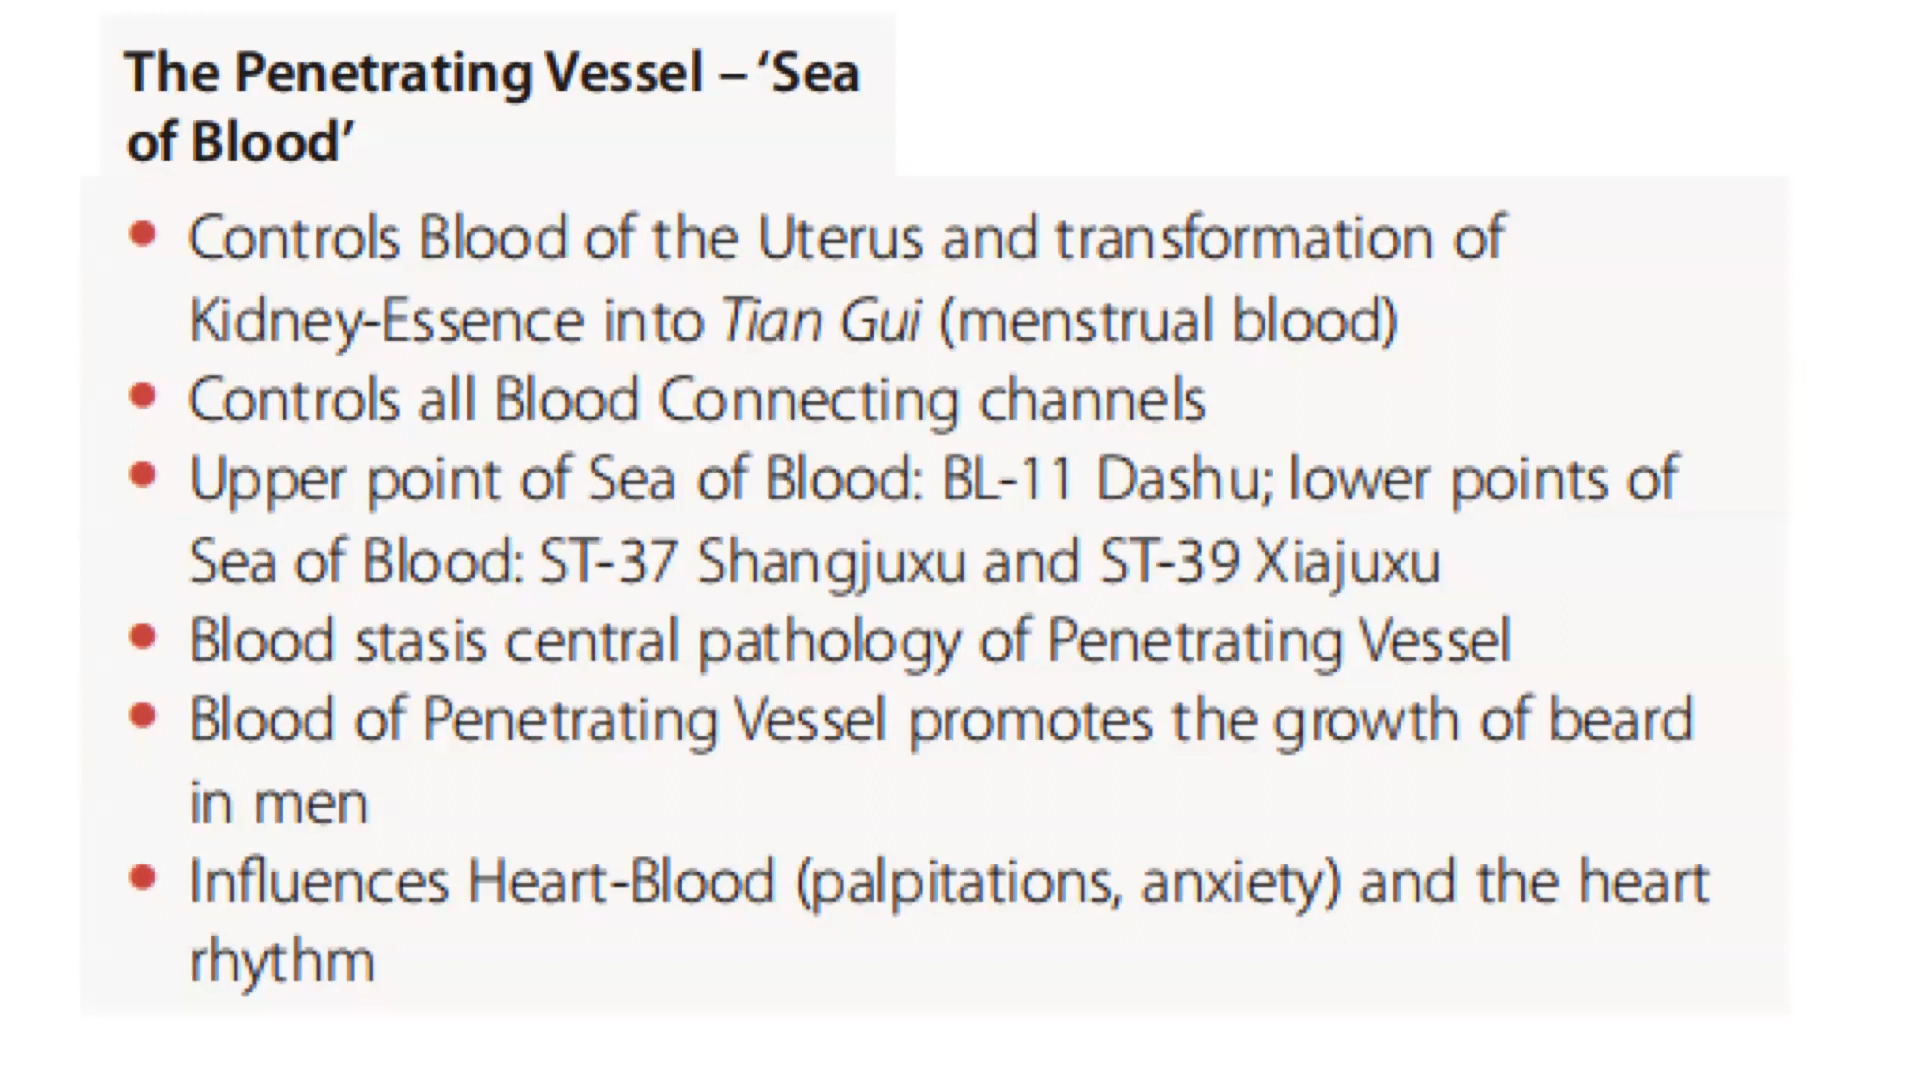 The Penetrating Vessel – ‘Sea
of Blood’
• Controls Blood of the Uterus and transformation of
Kidney-Essence into Tian Gui (menstrual blood)
• Controls all Blood Connecting channels
• Upper point of Sea of Blood: BL-11 Dashu; lower points of
Sea of Blood: ST-37 Shangjuxu and ST-39 Xiajuxu
• Blood stasis central pathology of Penetrating Vessel
• Blood of Penetrating Vessel promotes the growth of beard
in men
• Influences Heart-Blood (palpitations, anxiety) and the heart
rhythm